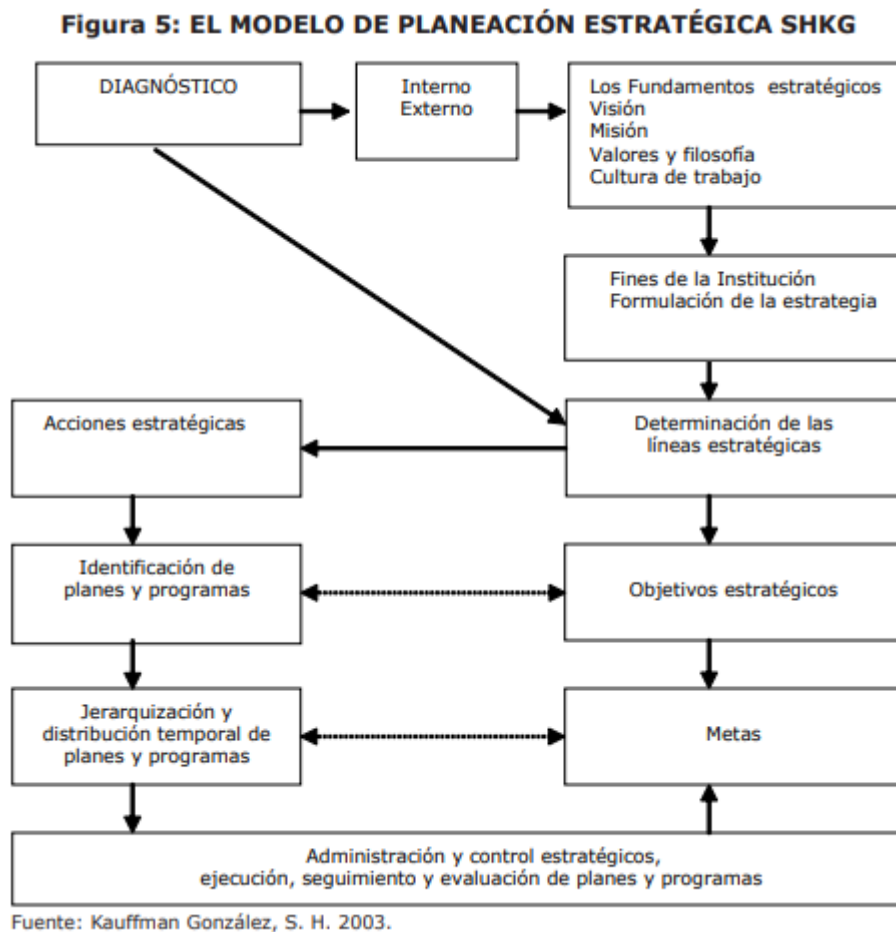 Figura 5: EL MODELO DE PLANEACIÓN ESTRATÉGICA SHKG
DIAGNÓSTICO
Interno
Externo
Los Fundamentos estratégicos
Visión
Misión
Valores y filosofía
Cultura de trabajo
Fines de la Institución
Formulación de la estrategia
Acciones estratégicas
Determinación de las
líneas estratégicas
Identificación de
planes y programas
Objetivos estratégicos
Jerarquización y
distribución temporal de
planes y programas
Metas
Administración y control estratégicos,
ejecución, seguimiento y evaluación de planes y programas
Fuente: Kauffman González, S. H. 2003.